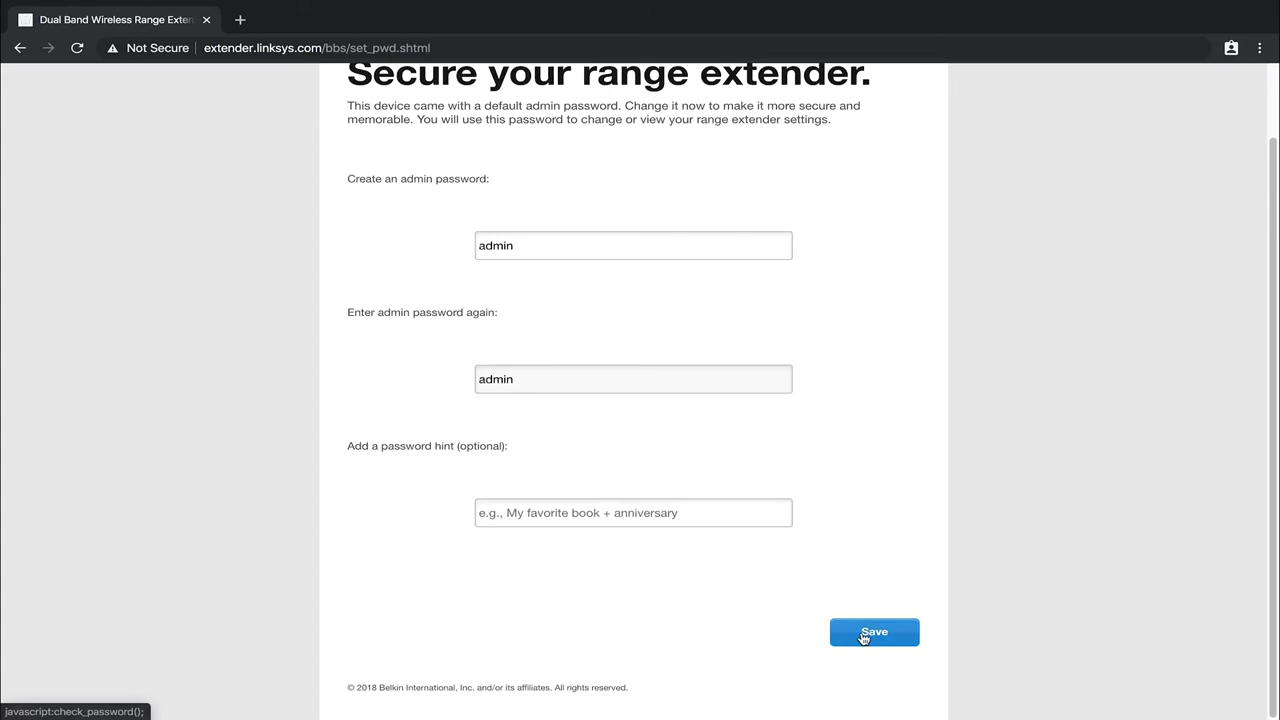 Dual Band Wireless Range Exten
Not Secure
extender.linksys.com/bbs/set_pwd.shtml
Secure your range extender.
This device came with a default admin password. Change it now to make it more secure and
memorable. You will use this password to change or view your range extender settings.
Create an admin password:
admin
Enter admin password again:
admin
Add a password hint (optional):
e.g., My favorite book + anniversary
Save
© 2018 Belkin International, Inc. and/or its affiliates. All rights reserved.
javascript:check_password();